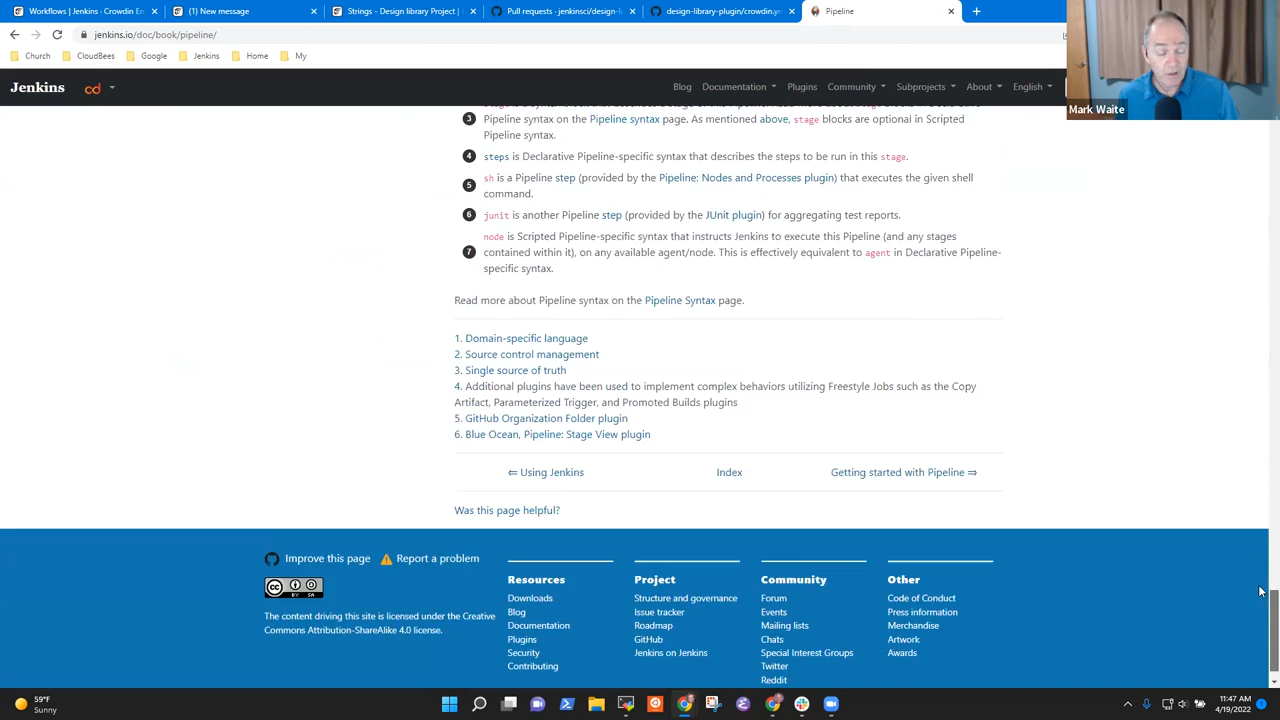 Workflows | Jenkins - Crowdin En
(1) New message
Strings - Design library Project | J
Pull requests · jenkinsci/design-li
design-library-plugin/crowdin.ym
Pipeline
jenkins.io/doc/book/pipeline/
Church
CloudBees
Google
Jenkins
Home
My
Mark Waite
Jenkins
cd
Blog
Documentation
Plugins
Community
Subprojects
About
English
3
Pipeline syntax on the Pipeline syntax page. As mentioned above, stage blocks are optional in Scripted
Pipeline syntax.
4 steps is Declarative Pipeline-specific syntax that describes the steps to be run in this stage.
5 sh is a Pipeline step (provided by the Pipeline: Nodes and Processes plugin) that executes the given shell
command.
6 junit is another Pipeline step (provided by the JUnit plugin) for aggregating test reports.
7 node is Scripted Pipeline-specific syntax that instructs Jenkins to execute this Pipeline (and any stages
contained within it), on any available agent/node. This is effectively equivalent to agent in Declarative Pipeline-
specific syntax.
Read more about Pipeline syntax on the Pipeline Syntax page.
1. Domain-specific language
2. Source control management
3. Single source of truth
4. Additional plugins have been used to implement complex behaviors utilizing Freestyle Jobs such as the Copy
Artifact, Parameterized Trigger, and Promoted Builds plugins
5. GitHub Organization Folder plugin
6. Blue Ocean, Pipeline: Stage View plugin
⇐ Using Jenkins
Index
Getting started with Pipeline ⇒
Was this page helpful?
Improve this page
Report a problem
CC BY SA
The content driving this site is licensed under the Creative
Commons Attribution-ShareAlike 4.0 license.
Resources
Downloads
Blog
Documentation
Plugins
Security
Contributing
Project
Structure and governance
Issue tracker
Roadmap
GitHub
Jenkins on Jenkins
Community
Forum
Events
Mailing lists
Chats
Special Interest Groups
Twitter
Reddit
Other
Code of Conduct
Press information
Merchandise
Artwork
Awards
59°F
Sunny
11:47 AM
4/19/2022